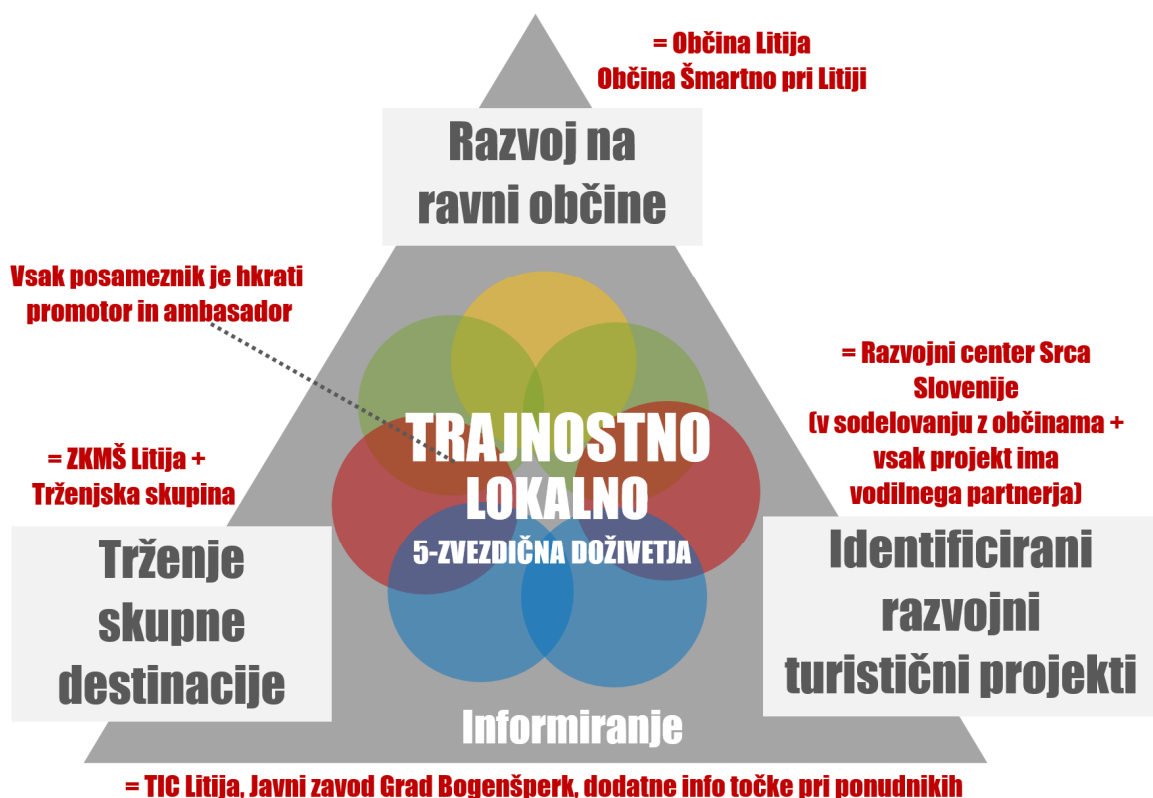 = Občina Litija
Občina Šmartno pri Litiji
Razvoj na
ravni občine
Vsak posameznik je hkrati
promotor in ambasador
= Razvojni center Srca
Slovenije
(v sodelovanju z občinama +
vsak projekt ima
vodilnega partnerja)
TRAJNOSTNO
LOKALNO
5-ZVEZDIČNA DOŽIVETJA
= ZKMŠ Litija +
Trženjska skupina
Trženje
skupne
destinacije
Identificirani
razvojni
turistični projekti
Informiranje
= TIC Litija, Javni zavod Grad Bogenšperk, dodatne info točke pri ponudnikih